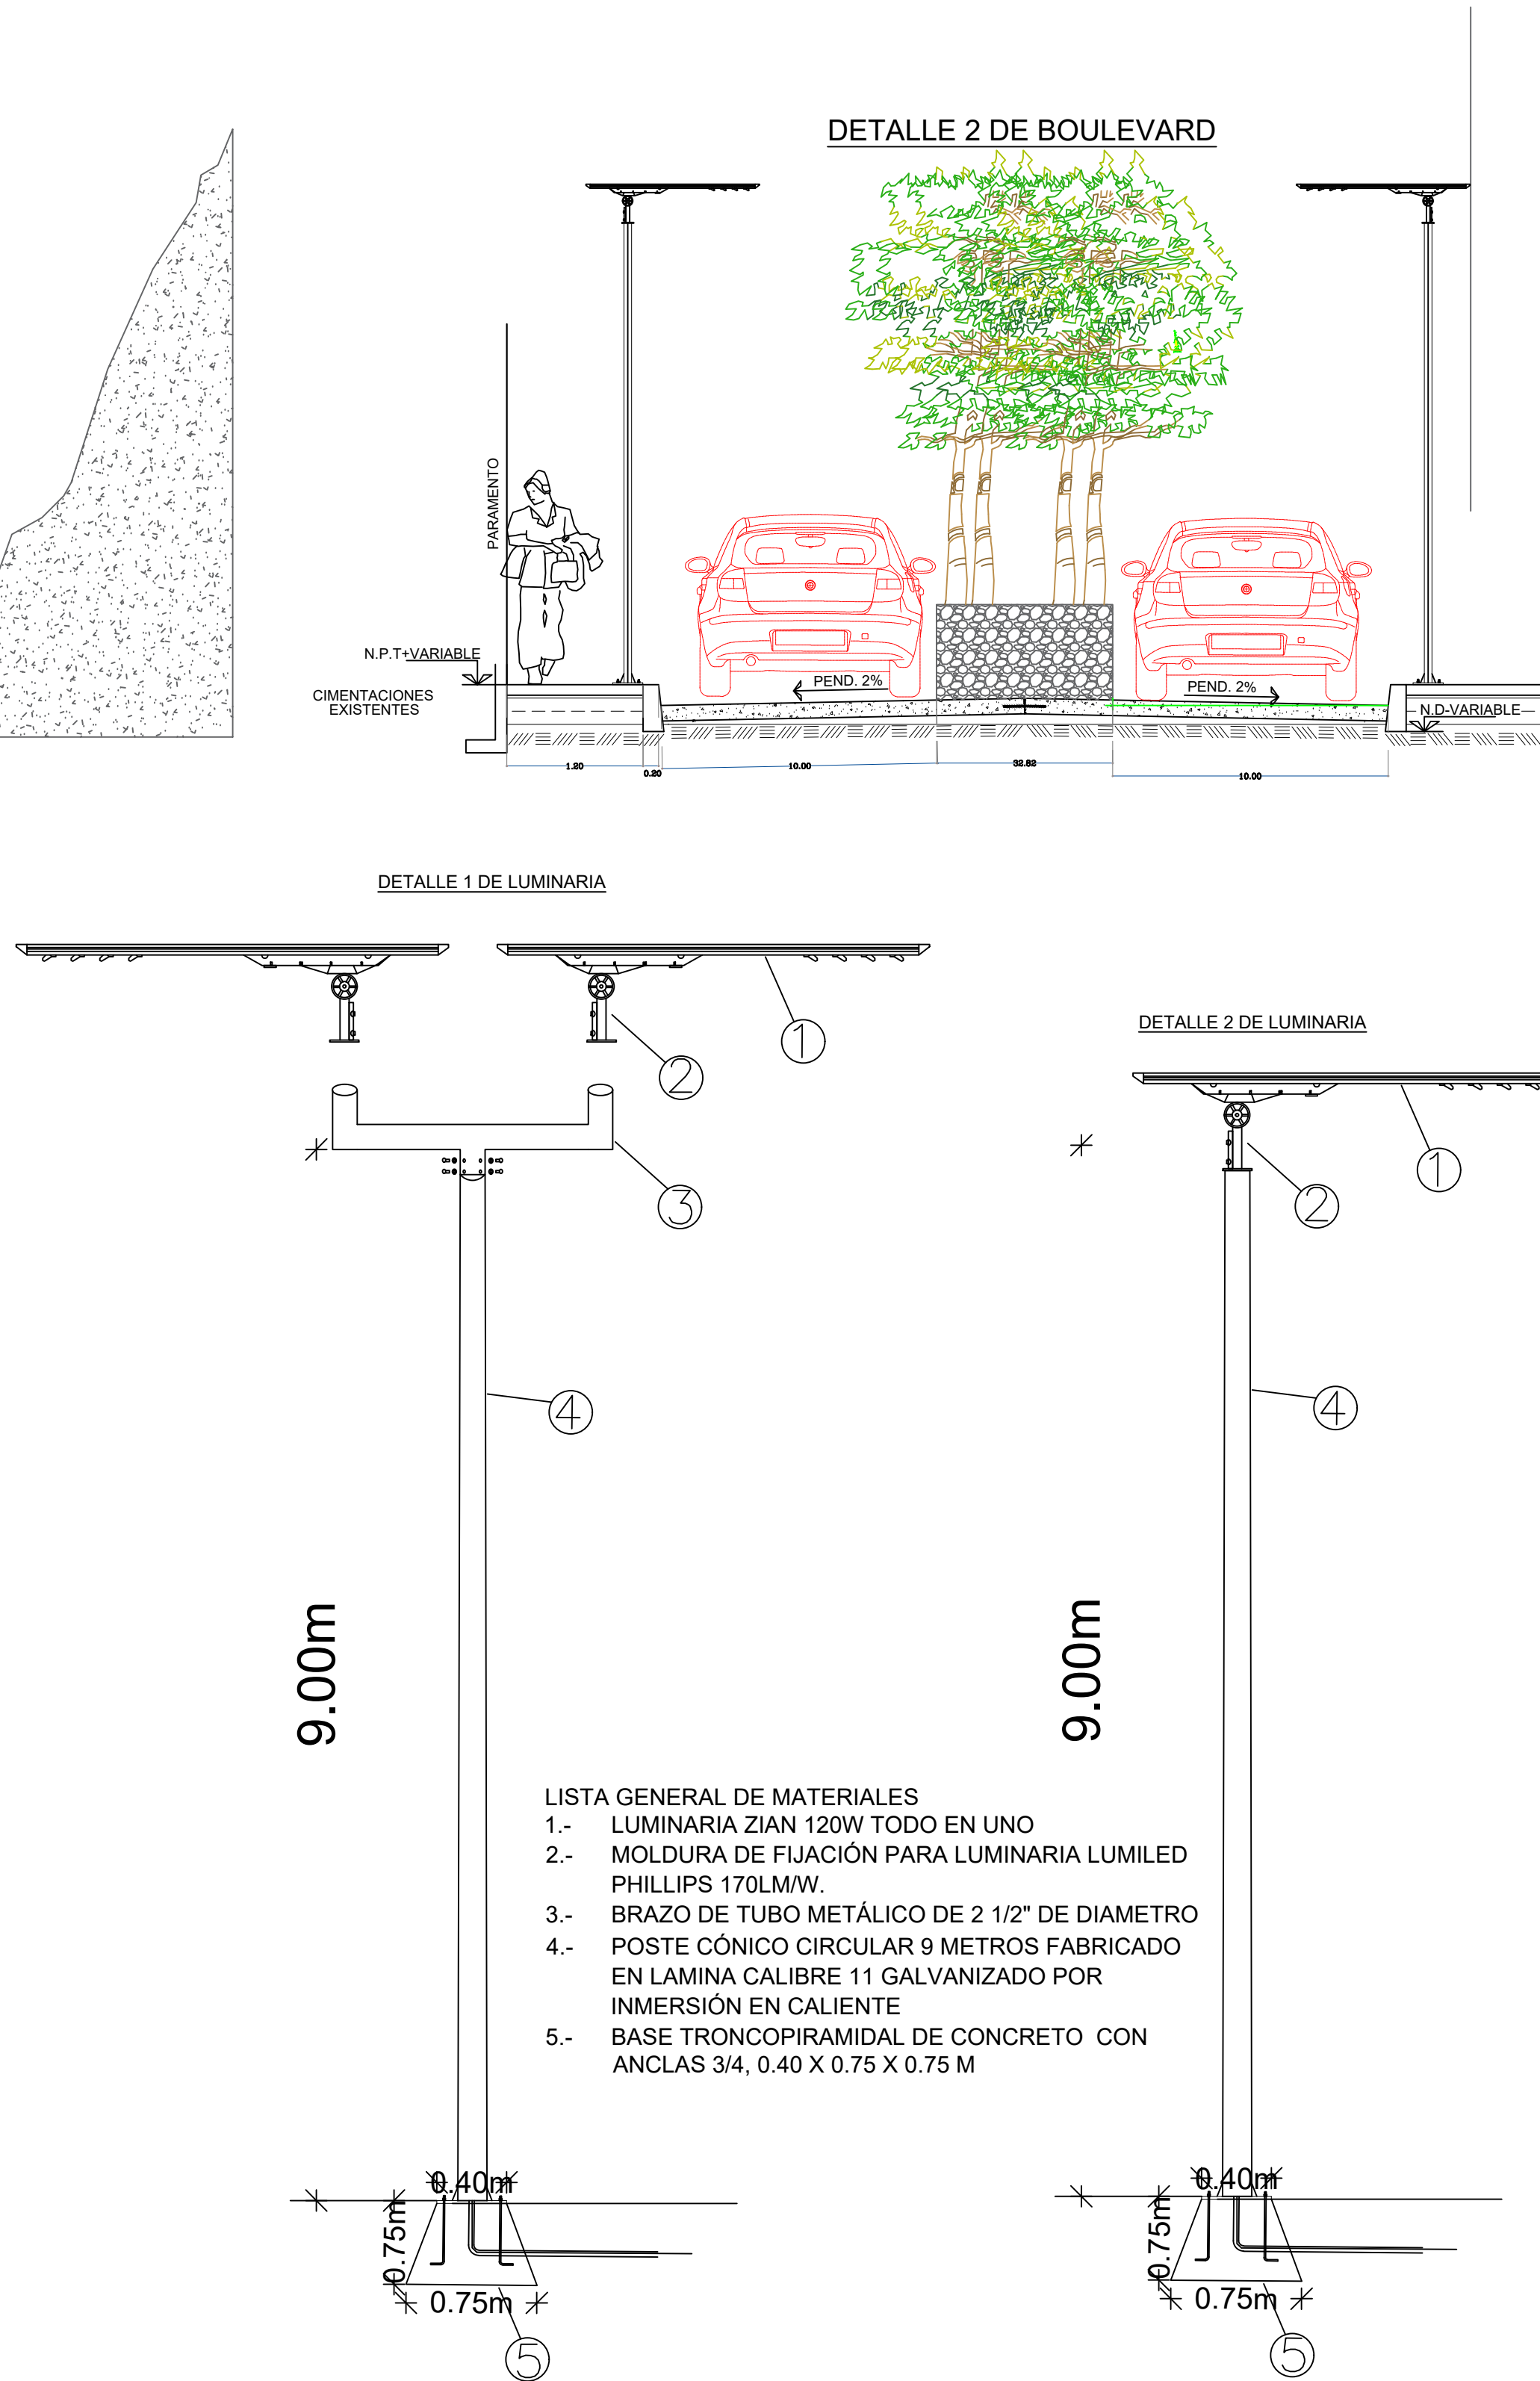 DETALLE 2 DE BOULEVARD
PARAMENTO
N.P.T+VARIABLE
CIMENTACIONES
EXISTENTES
PEND. 2%
PEND. 2%
N.D-VARIABLE
1.20
0.20
10.00
32.82
10.00
DETALLE 1 DE LUMINARIA
1
2
3
4
DETALLE 2 DE LUMINARIA
1
2
4
9.00m
9.00m
LISTA GENERAL DE MATERIALES
1.- LUMINARIA ZIAN 120W TODO EN UNO
2.- MOLDURA DE FIJACIÓN PARA LUMINARIA LUMILED
PHILLIPS 170LM/W.
3.- BRAZO DE TUBO METÁLICO DE 2 1/2" DE DIAMETRO
4.- POSTE CÓNICO CIRCULAR 9 METROS FABRICADO
EN LAMINA CALIBRE 11 GALVANIZADO POR
INMERSIÓN EN CALIENTE
5.- BASE TRONCOPIRAMIDAL DE CONCRETO CON
ANCLAS 3/4, 0.40 X 0.75 X 0.75 M
0.40m
0.75m
0.75m
5
0.40m
0.75m
0.75m
5